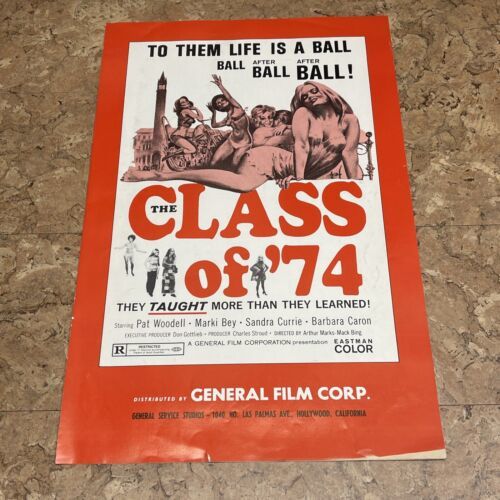 TO THEM LIFE IS A BALL
BALL AFTER BALL AFTER BALL!
THE CLASS
of '74
THEY TAUGHT MORE THAN THEY LEARNED!
Starring Pat Woodell • Marki Bey • Sandra Currie • Barbara Caron
EXECUTIVE PRODUCER Don Gottlieb • PRODUCER Charles Stroud • DIRECTED BY Arthur Marks-Mack Bing
R RESTRICTED
A GENERAL FILM CORPORATION presentation
EASTMAN
COLOR
DISTRIBUTED BY GENERAL FILM CORP.
GENERAL SERVICE STUDIOS — 1040 NO. LAS PALMAS AVE., HOLLYWOOD, CALIFORNIA